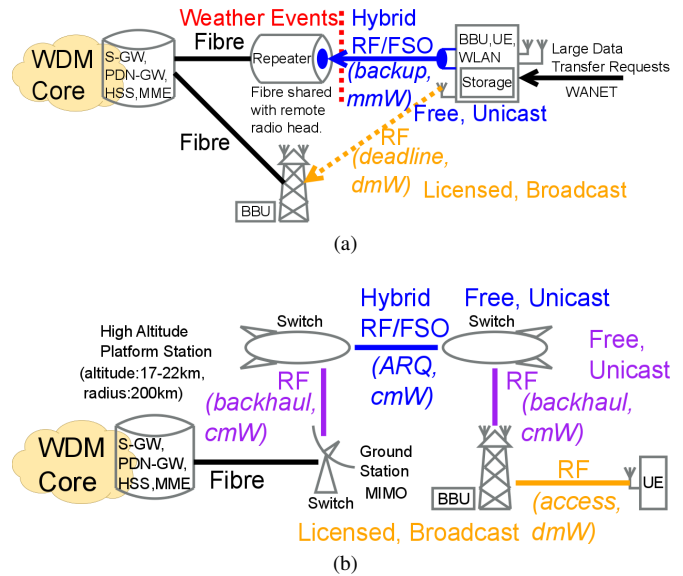 Weather Events
Hybrid
RF/FSO
(backup,
mmW)
Fibre
WDM
Core
S-GW,
PDN-GW,
HSS,MME
Repeater
Fibre shared
with remote
radio head.
BBU,UE,
WLAN
Storage
Large Data
Transfer Requests
WANET
Free, Unicast
Fibre
RF
(deadline,
dmW)
Licensed, Broadcast
BBU
(a)
Hybrid
RF/FSO
(ARQ,
cmW)
Free, Unicast
Switch
Switch
High Altitude
Platform Station
(altitude:17-22km,
radius:200km)
RF
(backhaul,
cmW)
RF
(backhaul,
cmW)
Free,
Unicast
WDM
Core
S-GW,
PDN-GW,
HSS,MME
Fibre
Ground
Station
MIMO
Switch
BBU
RF
(access,
dmW)
UE
Licensed, Broadcast
(b)